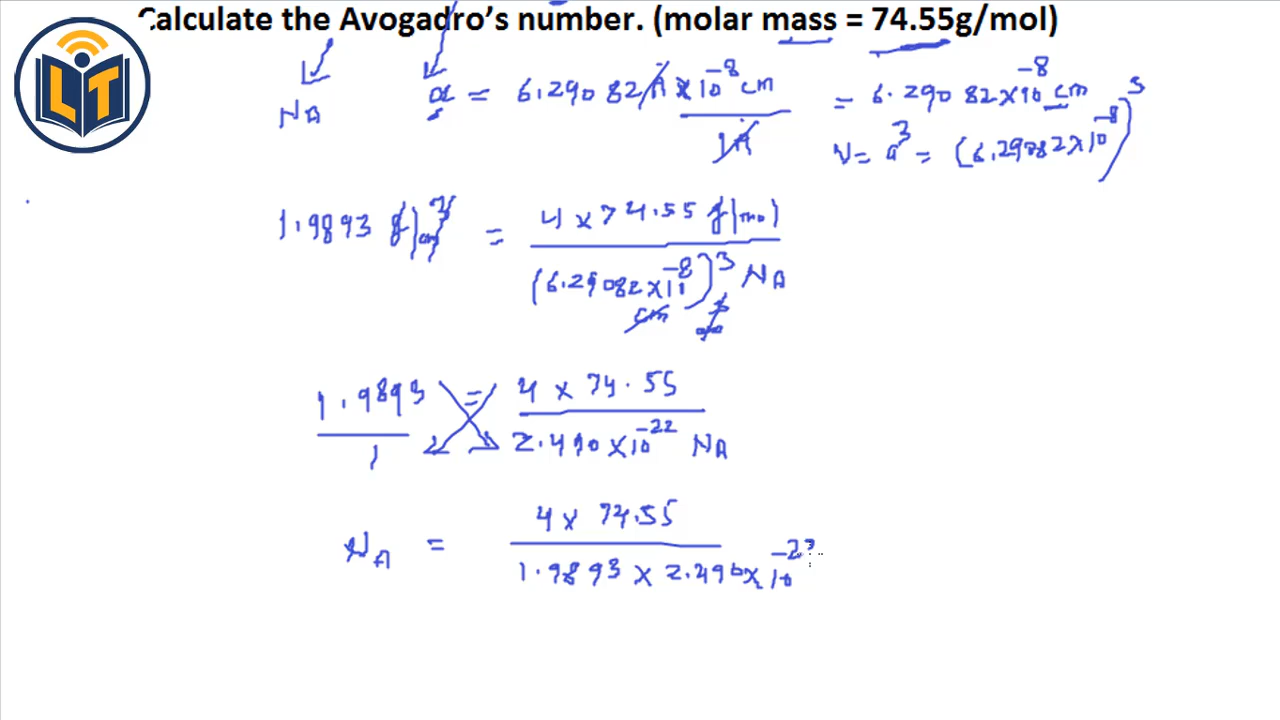 Calculate the Avogadro's number. (molar mass = 74.55g/mol)
LT
NA a = 6.29082 Å × 10⁻⁸ cm / 1Å = 6.29082 × 10⁻⁸ cm
V = a³ = (6.29082 × 10⁻⁸)³
1.9893 g/cm³ = 4 × 74.55 g/mol / (6.29082 × 10⁻⁸ cm)³ NA
1.9893 / 1 = 4 × 74.55 / 2.490 × 10⁻²² NA
NA = 4 × 74.55 / 1.9893 × 2.490 × 10